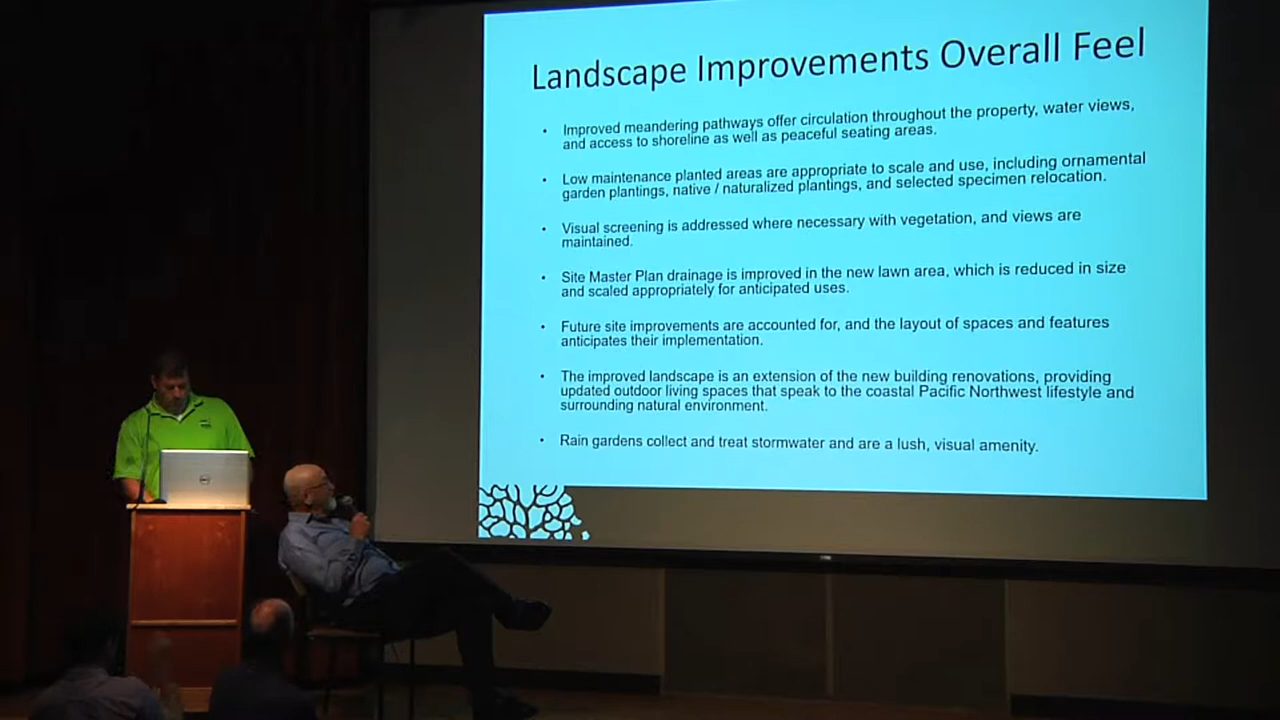 Landscape Improvements Overall Feel
• Improved meandering pathways offer circulation throughout the property, water views,
and access to shoreline as well as peaceful seating areas.
• Low maintenance planted areas are appropriate to scale and use, including ornamental
garden plantings, native / naturalized plantings, and selected specimen relocation.
• Visual screening is addressed where necessary with vegetation, and views are
maintained.
• Site Master Plan drainage is improved in the new lawn area, which is reduced in size
and scaled appropriately for anticipated uses.
• Future site improvements are accounted for, and the layout of spaces and features
anticipates their implementation.
• The improved landscape is an extension of the new building renovations, providing
updated outdoor living spaces that speak to the coastal Pacific Northwest lifestyle and
surrounding natural environment.
• Rain gardens collect and treat stormwater and are a lush, visual amenity.